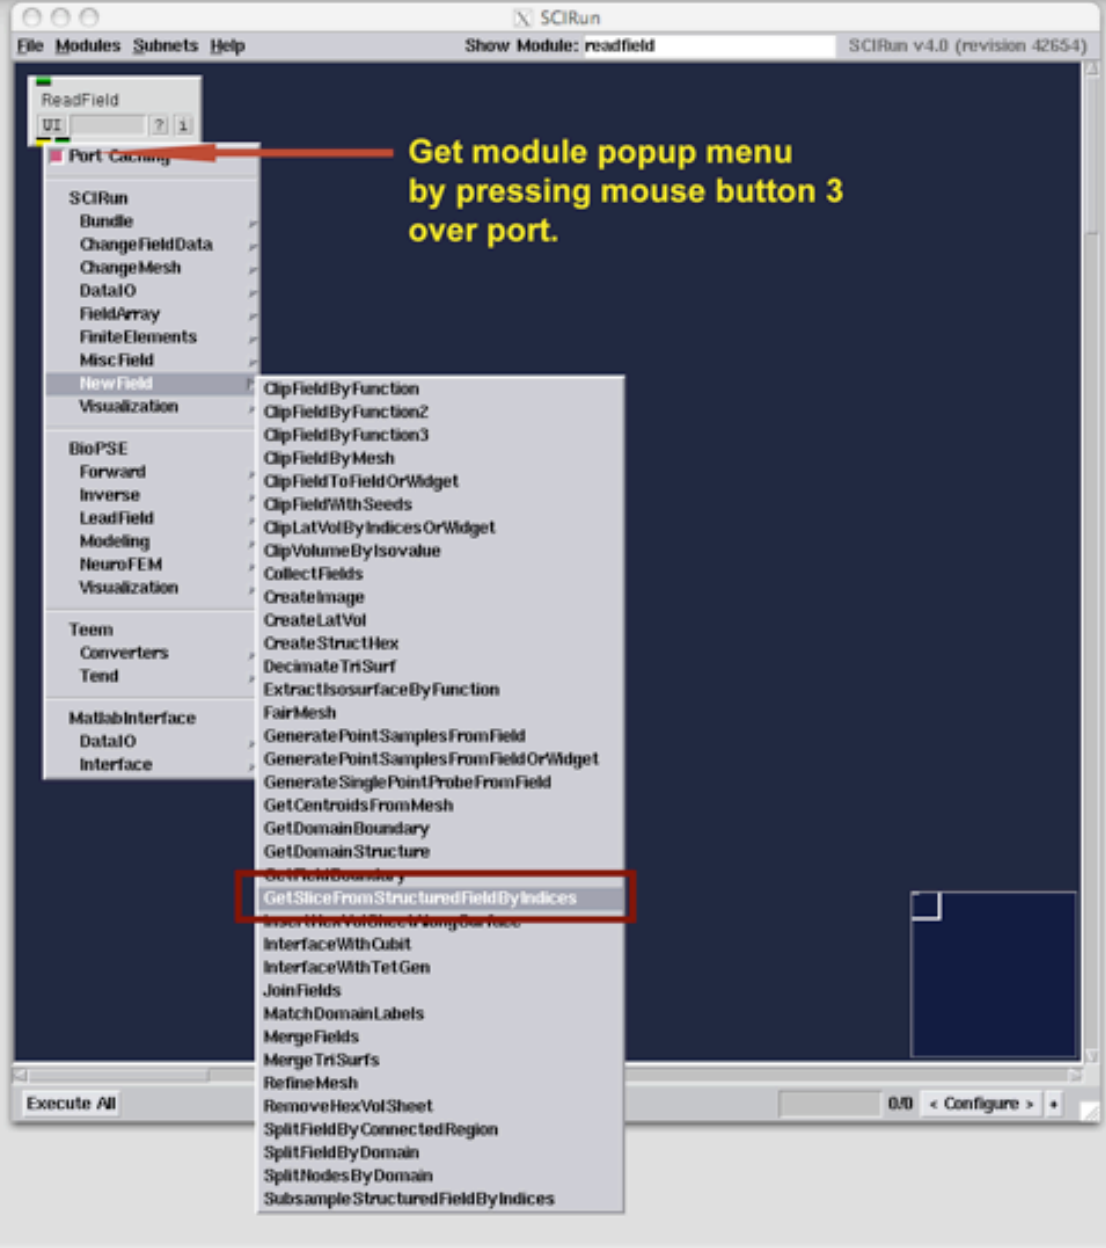 SCIRun
File Modules Subnets Help
Show Module: readfield
SCIRun v4.0 (revision 42654)
ReadField
UI ? i
Port Caching
Get module popup menu
by pressing mouse button 3
over port.
SCIRun
Bundle
ChangeFieldData
ChangeMesh
DataIO
FieldArray
FiniteElements
MiscField
NewField
Visualization
BioPSE
Forward
Inverse
LeadField
Modeling
NeuroFEM
Visualization
Teem
Converters
Tend
MatlabInterface
DataIO
Interface
ClipFieldByFunction
ClipFieldByFunction2
ClipFieldByFunction3
ClipFieldByMesh
ClipFieldToFieldOrWidget
ClipFieldWithSeeds
ClipLatVolByIndicesOrWidget
ClipVolumeByIsovalue
CollectFields
CreateImage
CreateLatVol
CreateStructHex
DecimateTriSurf
ExtractIsosurfaceByFunction
FairMesh
GeneratePointSamplesFromField
GeneratePointSamplesFromFieldOrWidget
GenerateSinglePointProbeFromField
GetCentroidsFromMesh
GetDomainBoundary
GetDomainStructure
GetFieldBoundary
GetSliceFromStructuredFieldByIndices
InsertHexVolSheetAlongSurface
InterfaceWithCubit
InterfaceWithTetGen
JoinFields
MatchDomainLabels
MergeFields
MergeTriSurfs
RefineMesh
RemoveHexVolSheet
SplitFieldByConnectedRegion
SplitFieldByDomain
SplitNodesByDomain
SubsampleStructuredFieldByIndices
Execute All
0/0 < Configure > +